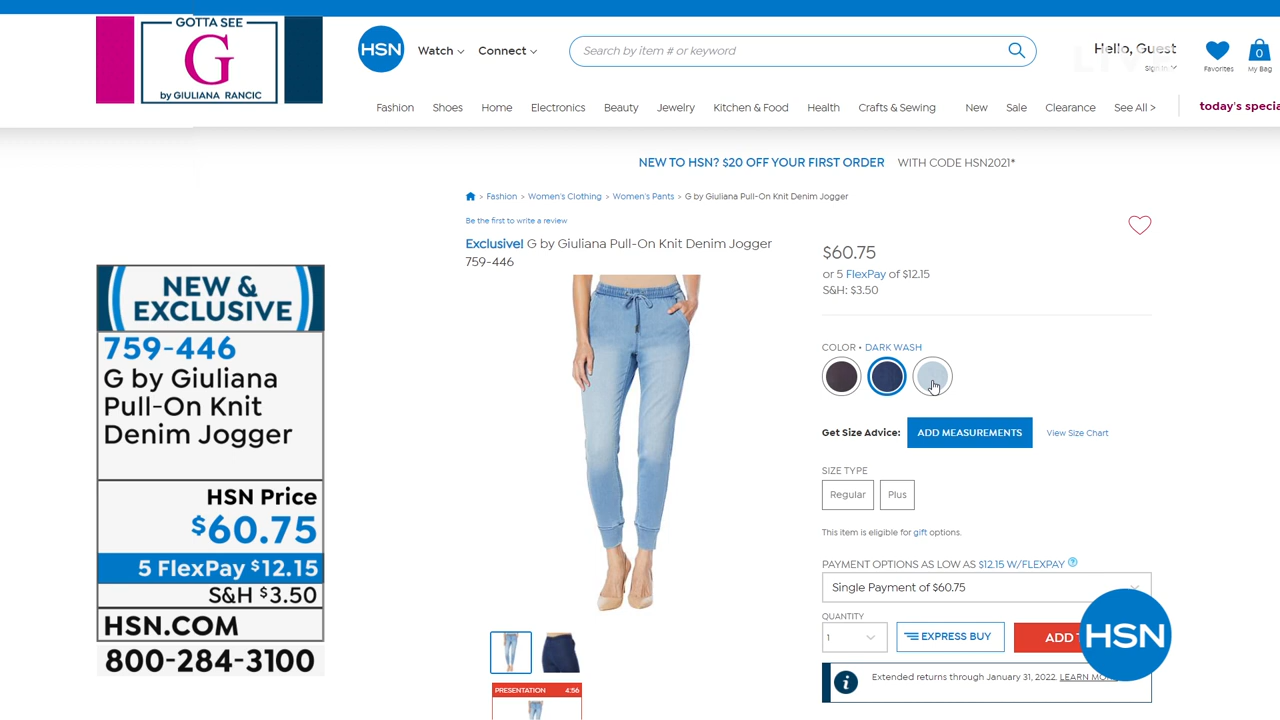 GOTTA SEE
G
by GIULIANA RANCIC
HSN
Watch
Connect
Search by item # or keyword
LIVE
Hello, Guest
Sign In
Favorites
0
My Bag
Fashion
Shoes
Home
Electronics
Beauty
Jewelry
Kitchen & Food
Health
Crafts & Sewing
New
Sale
Clearance
See All >
today's specia
NEW TO HSN? $20 OFF YOUR FIRST ORDER WITH CODE HSN2021*
> Fashion > Women's Clothing > Women's Pants > G by Giuliana Pull-On Knit Denim Jogger
Be the first to write a review
Exclusive! G by Giuliana Pull-On Knit Denim Jogger
759-446
$60.75
or 5 FlexPay of $12.15
S&H: $3.50
COLOR • DARK WASH
Get Size Advice: ADD MEASUREMENTS View Size Chart
SIZE TYPE
Regular Plus
This item is eligible for gift options.
PAYMENT OPTIONS AS LOW AS $12.15 W/FLEXPAY ?
Single Payment of $60.75
QUANTITY
1
EXPRESS BUY
ADD
HSN
i Extended returns through January 31, 2022. LEARN
PRESENTATION 4:56
NEW &
EXCLUSIVE
759-446
G by Giuliana
Pull-On Knit
Denim Jogger
HSN Price
$60.75
5 FlexPay $12.15
S&H $3.50
HSN.COM
800-284-3100